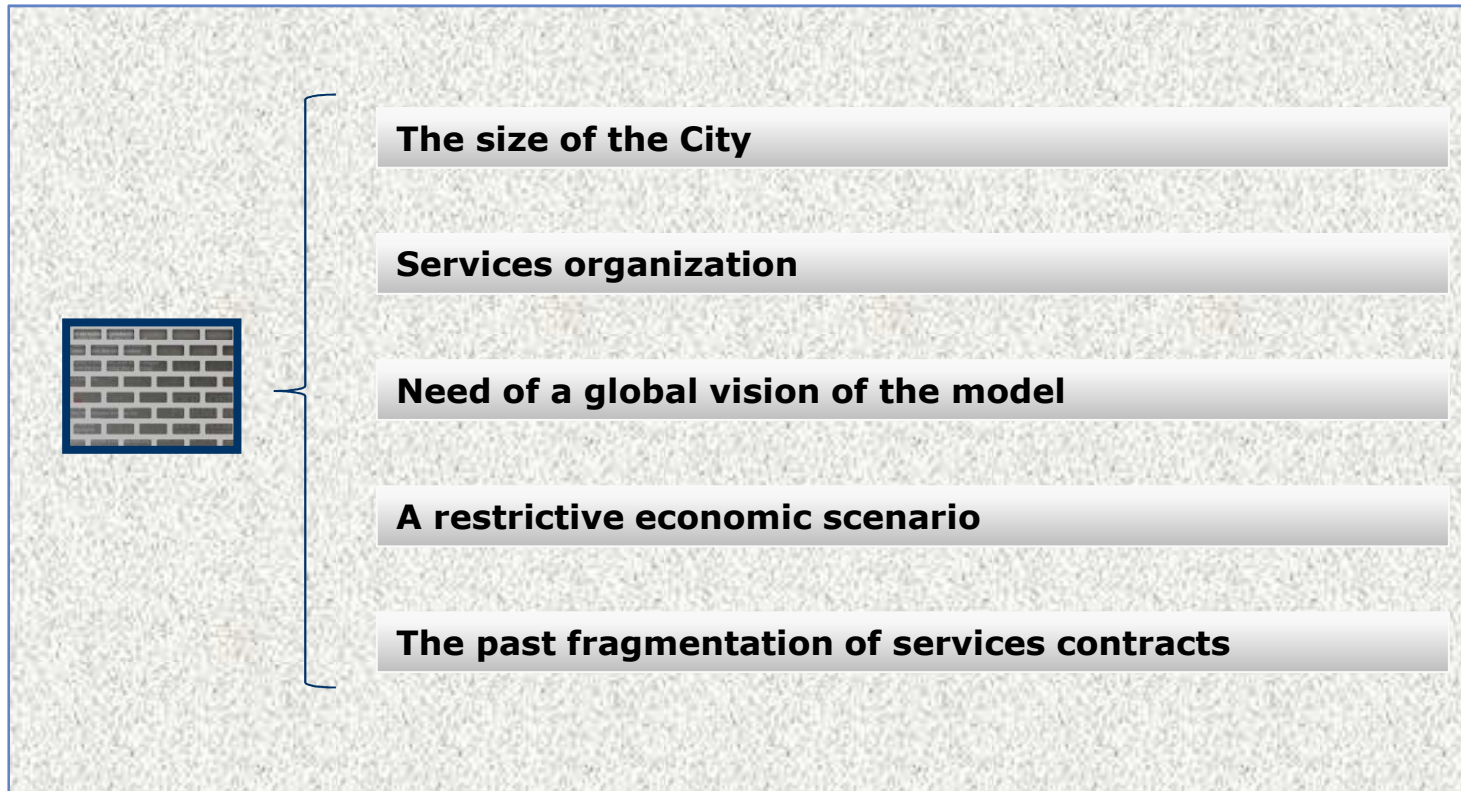 The size of the City
Services organization
Need of a global vision of the model
A restrictive economic scenario
The past fragmentation of services contracts